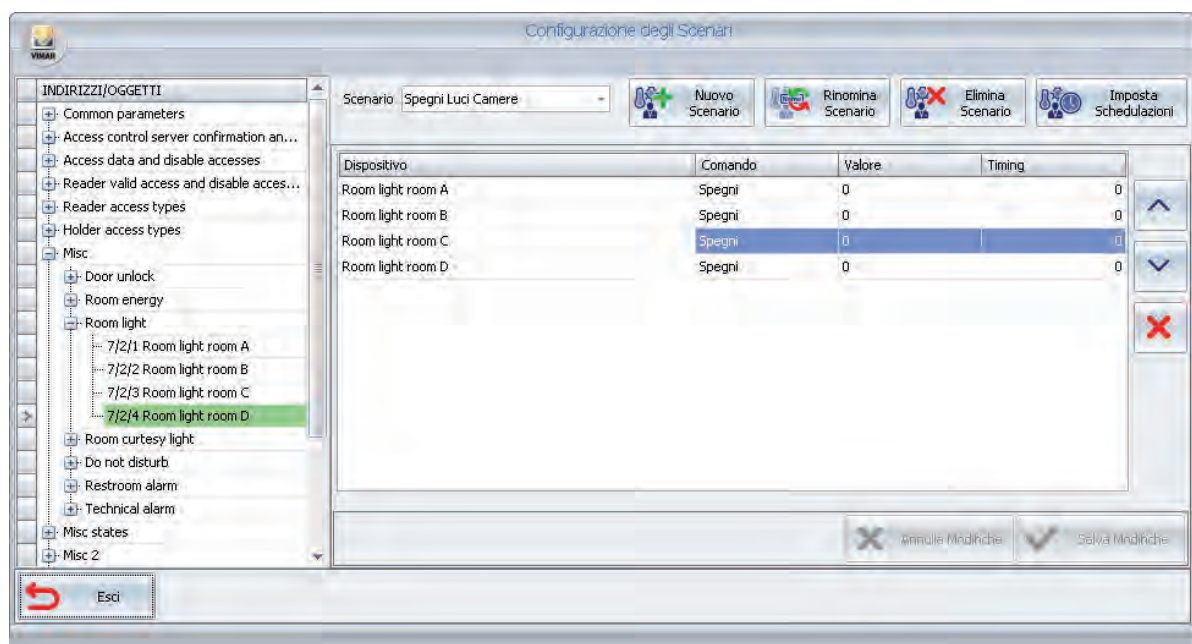 Configurazione degli Scenari
VIMAR
INDIRIZZI/OGGETTI
Common parameters
Access control server confirmation an...
Access data and disable accesses
Reader valid access and disable acces...
Reader access types
Holder access types
Misc
Door unlock
Room energy
Room light
7/2/1 Room light room A
7/2/2 Room light room B
7/2/3 Room light room C
7/2/4 Room light room D
Room curtesy light
Do not disturb
Restroom alarm
Technical alarm
Misc states
Misc 2
Scenario Spegni Luci Camere
Nuovo
Scenario
Rinomina
Scenario
Elimina
Scenario
Imposta
Schedulazioni
Dispositivo Comando Valore Timing
Room light room A Spegni 0 0
Room light room B Spegni 0 0
Room light room C Spegni 0 0
Room light room D Spegni 0 0
Annulla Modifiche Salva Modifiche
Esci